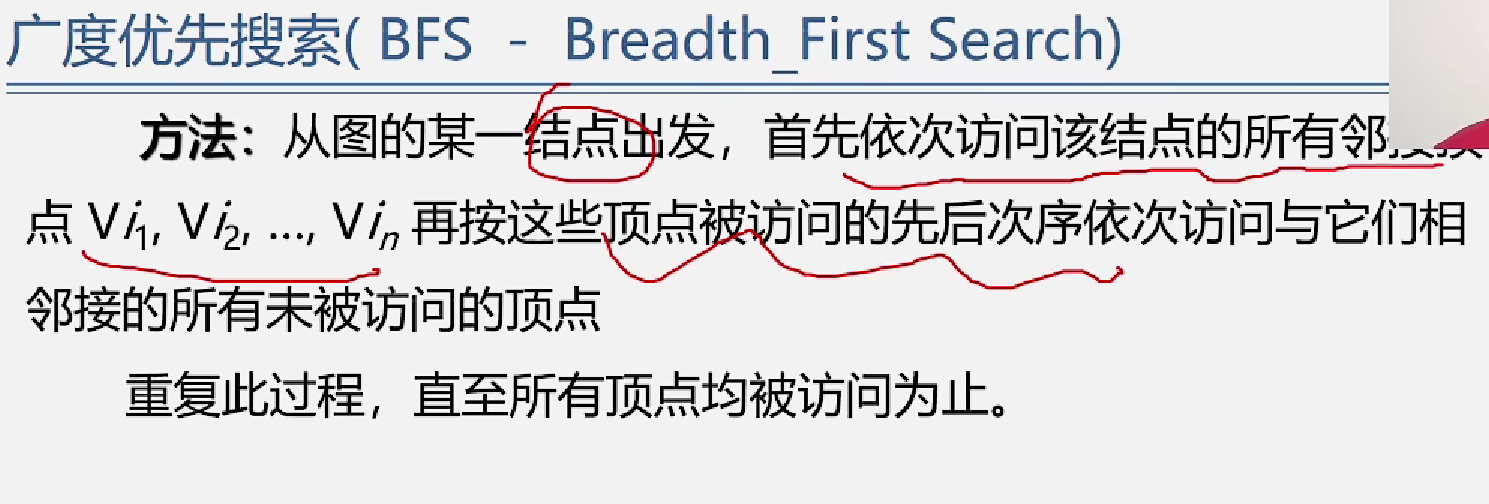 广度优先搜索( BFS - Breadth_First Search)
方法：从图的某一结点出发，首先依次访问该结点的所有邻接顶
点 Vi1, Vi2, …, Vin 再按这些顶点被访问的先后次序依次访问与它们相
邻接的所有未被访问的顶点
重复此过程，直至所有顶点均被访问为止。